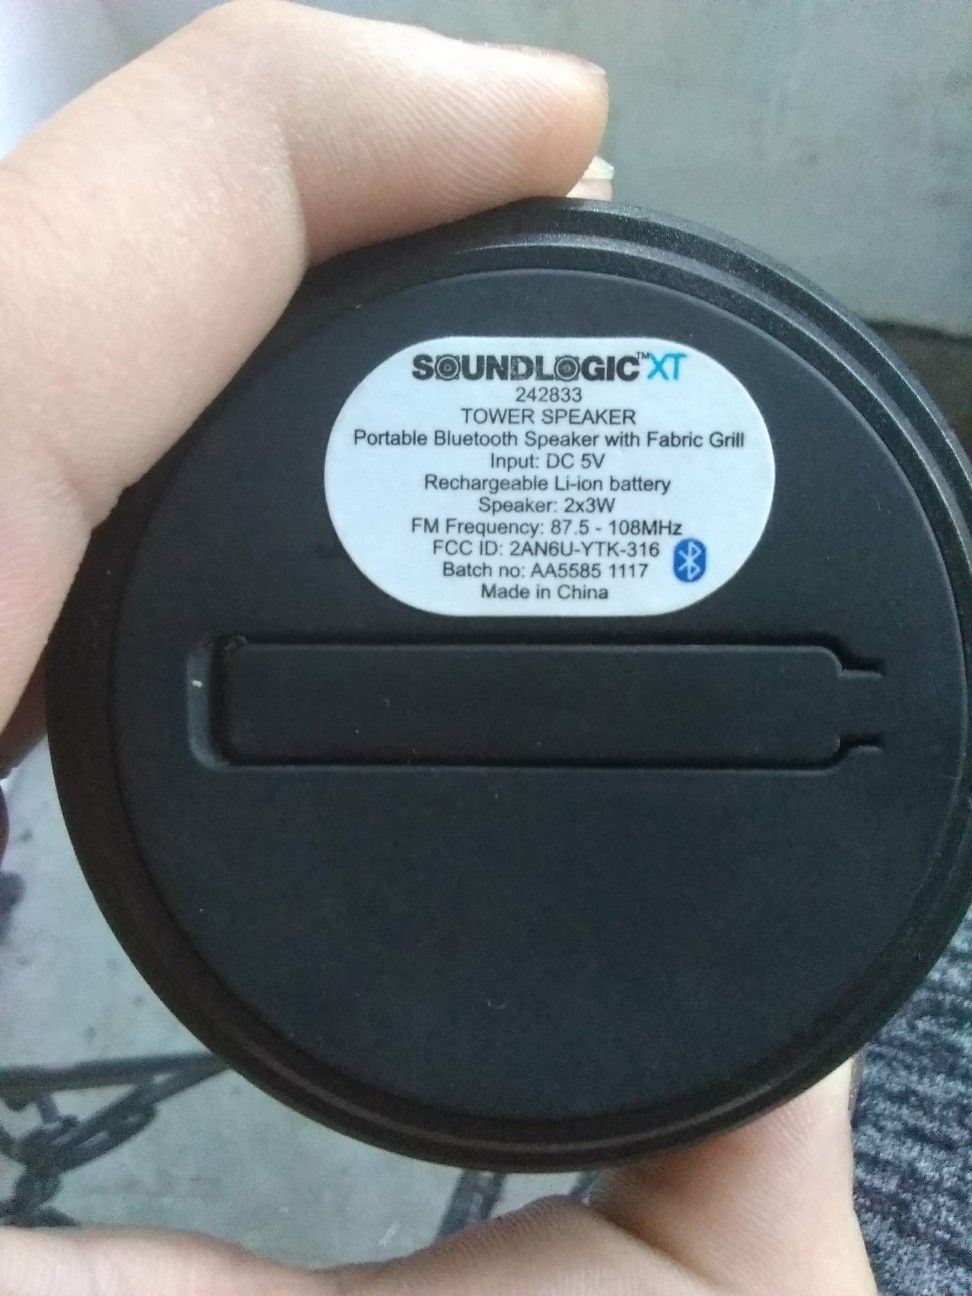 SOUNDLOGIC™XT
242833
TOWER SPEAKER
Portable Bluetooth Speaker with Fabric Grill
Input: DC 5V
Rechargeable Li-ion battery
Speaker: 2x3W
FM Frequency: 87.5 - 108MHz
FCC ID: 2AN6U-YTK-316
Batch no: AA5585 1117
Made in China